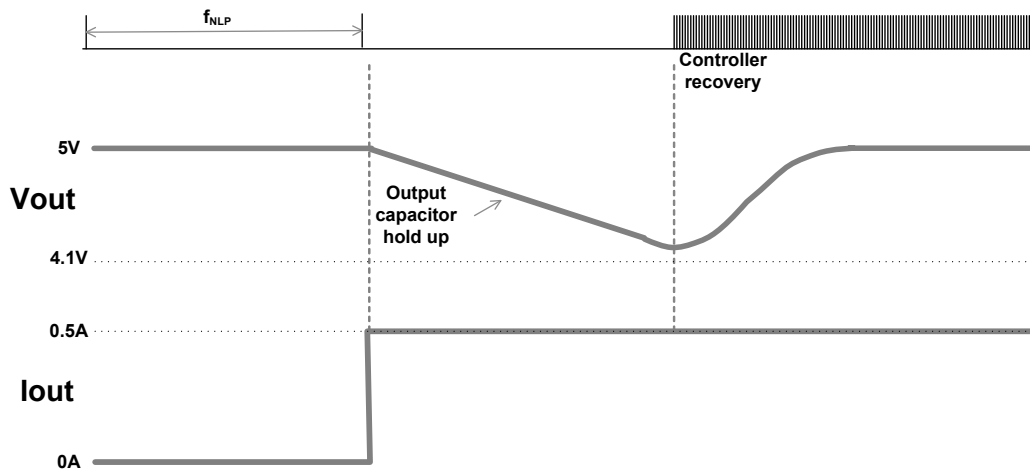 fNLP
Controller
recovery
5V
Vout
Output
capacitor
hold up
4.1V
0.5A
Iout
0A